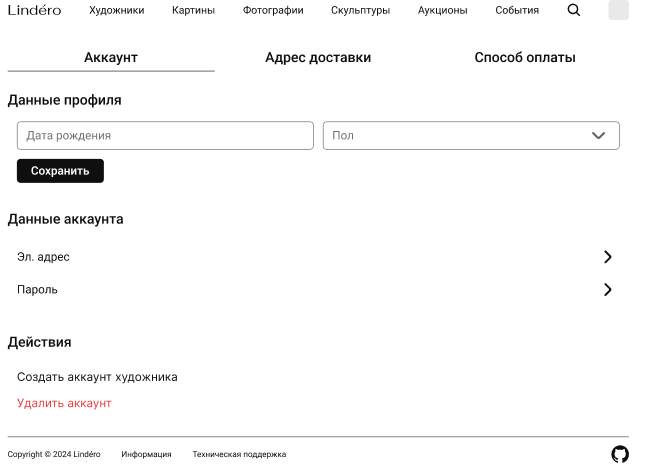 Lindéro Художники Картины Фотографии Скульптуры Аукционы События
Аккаунт Адрес доставки Способ оплаты
Данные профиля
Дата рождения Пол
Сохранить
Данные аккаунта
Эл. адрес
Пароль
Действия
Создать аккаунт художника
Удалить аккаунт
Copyright © 2024 Lindéro Информация Техническая поддержка